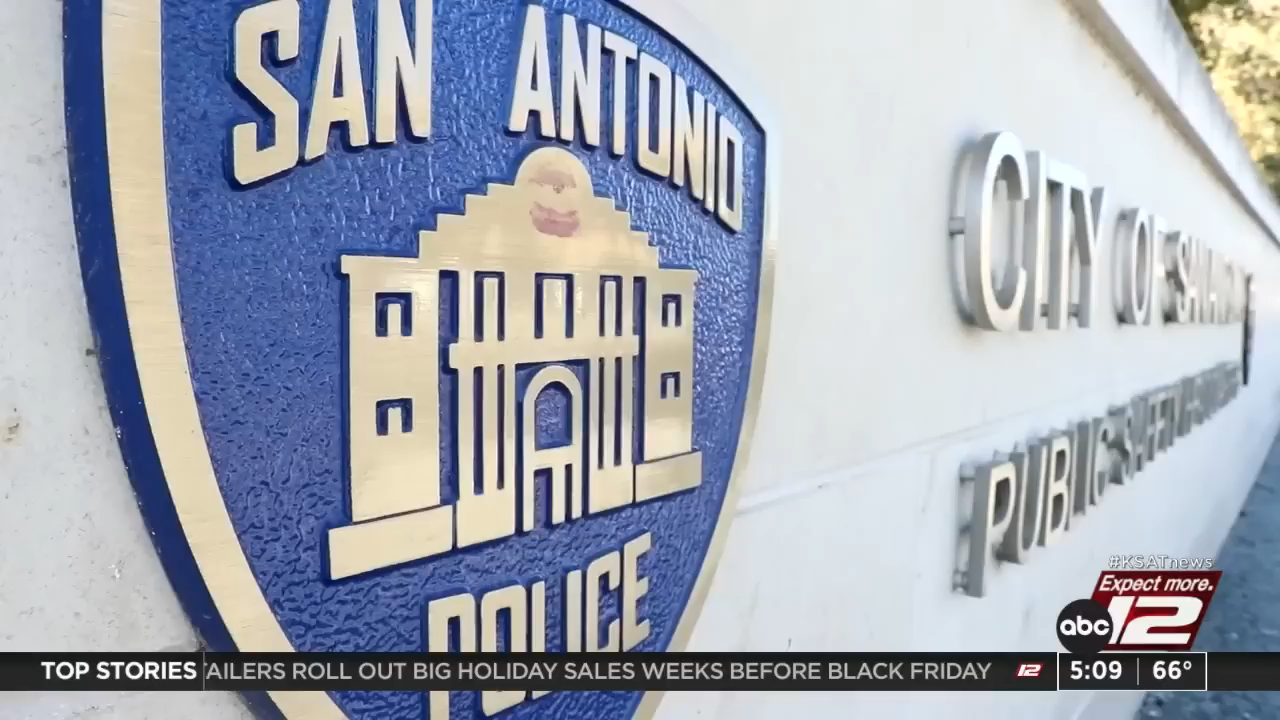 SAN ANTONIO
POLICE
CITY OF SAN
PUBLIC SAFETY
#KSATnews
Expect more.
abc 12
TOP STORIES
AILERS ROLL OUT BIG HOLIDAY SALES WEEKS BEFORE BLACK FRIDAY
12
5:09
66°